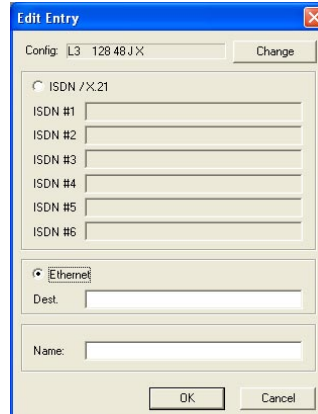 Edit Entry
Config: L3 128 48 J X Change
ISDN / X.21
ISDN #1
ISDN #2
ISDN #3
ISDN #4
ISDN #5
ISDN #6
Ethernet
Dest.
Name:
OK Cancel